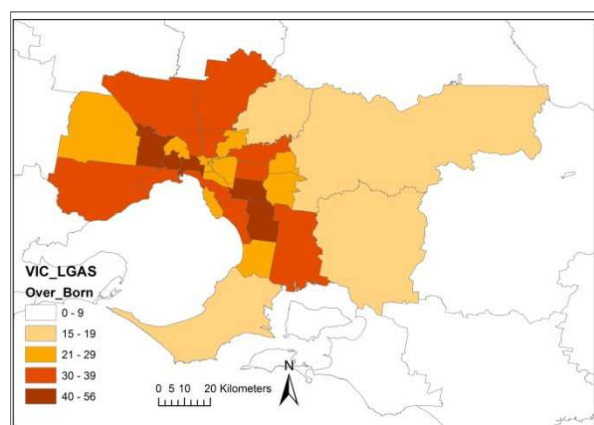 VIC_LGAS
Over_Born
0 - 9
15 - 19
21 - 29
30 - 39
40 - 56
N
0 5 10 20 Kilometers